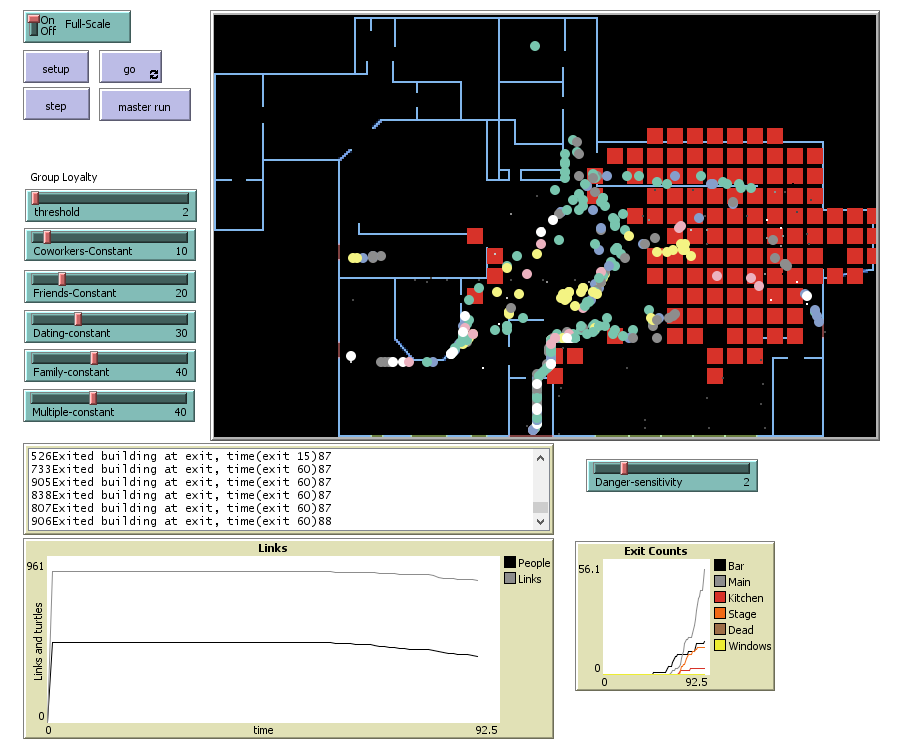 On
Off
Full-Scale
setup
go
step
master run
Group Loyalty
threshold 2
Coworkers-Constant 10
Friends-Constant 20
Dating-constant 30
Family-constant 40
Multiple-constant 40
526Exited building at exit, time(exit 15)87
733Exited building at exit, time(exit 60)87
905Exited building at exit, time(exit 60)87
838Exited building at exit, time(exit 60)87
807Exited building at exit, time(exit 60)87
906Exited building at exit, time(exit 60)88
Danger-sensitivity 2
Links
961
Links and turtles
0
0
time
92.5
People
Links
Exit Counts
56.1
0
0
92.5
Bar
Main
Kitchen
Stage
Dead
Windows